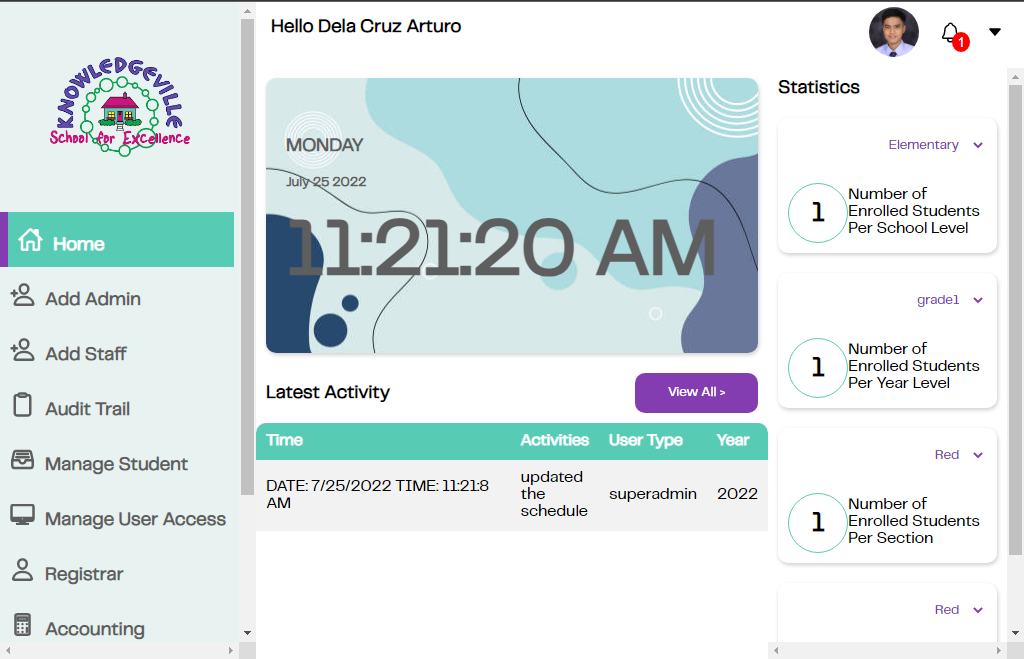 KNOWLEDGEVILLE
School for Excellence
Home
Add Admin
Add Staff
Audit Trail
Manage Student
Manage User Access
Registrar
Accounting
Hello Dela Cruz Arturo
1
MONDAY
July 25 2022
11:21:20 AM
Latest Activity
View All >
Time Activities User Type Year
DATE: 7/25/2022 TIME: 11:21:8
AM
updated
the
schedule
superadmin
2022
Statistics
Elementary
1
Number of
Enrolled Students
Per School Level
grade1
1
Number of
Enrolled Students
Per Year Level
Red
1
Number of
Enrolled Students
Per Section
Red